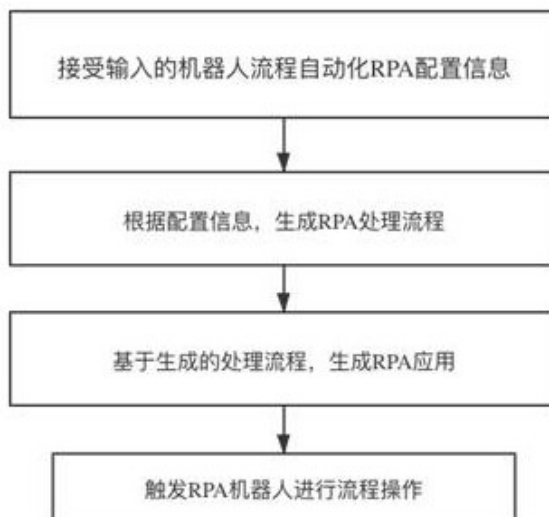 接受输入的机器人流程自动化RPA配置信息
根据配置信息，生成RPA处理流程
基于生成的处理流程，生成RPA应用
触发RPA机器人进行流程操作